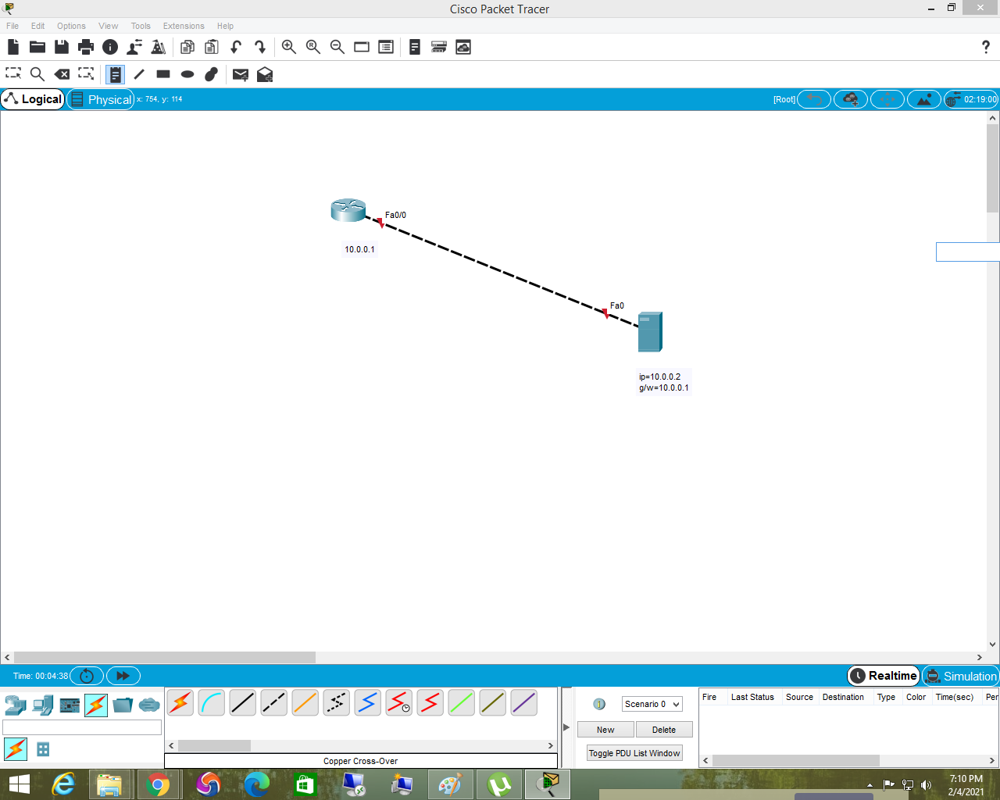 Cisco Packet Tracer
File Edit Options View Tools Extensions Help
R
?
Logical Physical x: 754, y: 114 [Root] 02:19:00
Fa0/0
10.0.0.1
Fa0
ip=10.0.0.2
g/w=10.0.0.1
Time: 00:04:38 Realtime Simulation
Scenario 0
Fire Last Status Source Destination Type Color Time(sec) Per
New Delete
Toggle PDU List Window
Copper Cross-Over
7:10 PM
2/4/2021